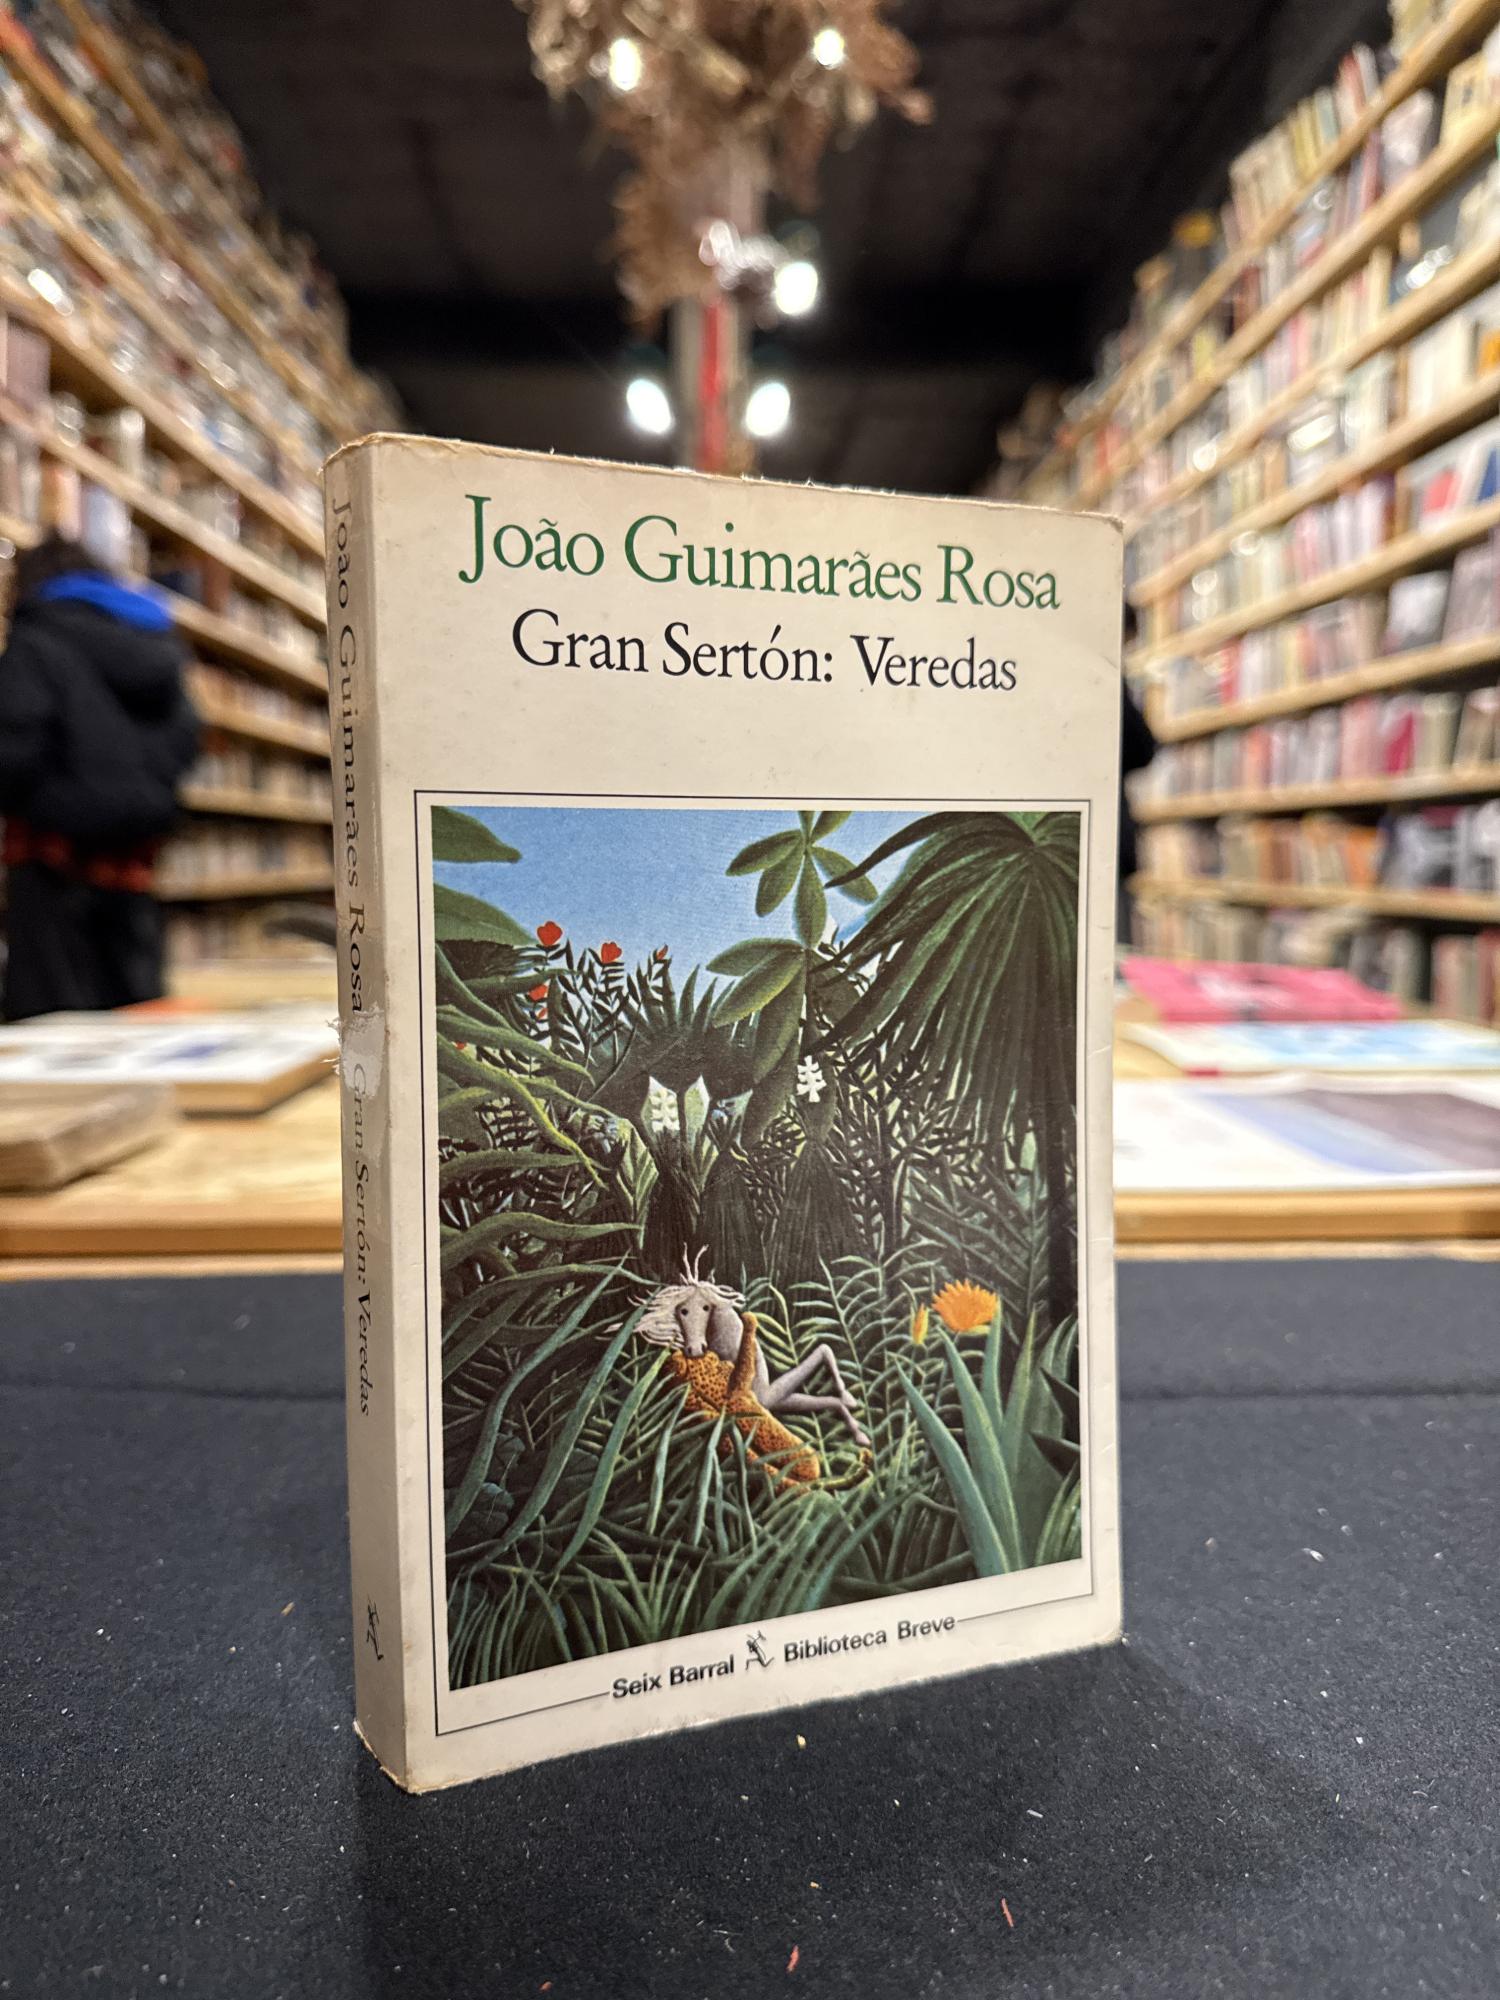 João Guimarães Rosa
Gran Sertón: Veredas
Seix Barral Biblioteca Breve
João Guimarães Rosa Gran Sertón: Veredas